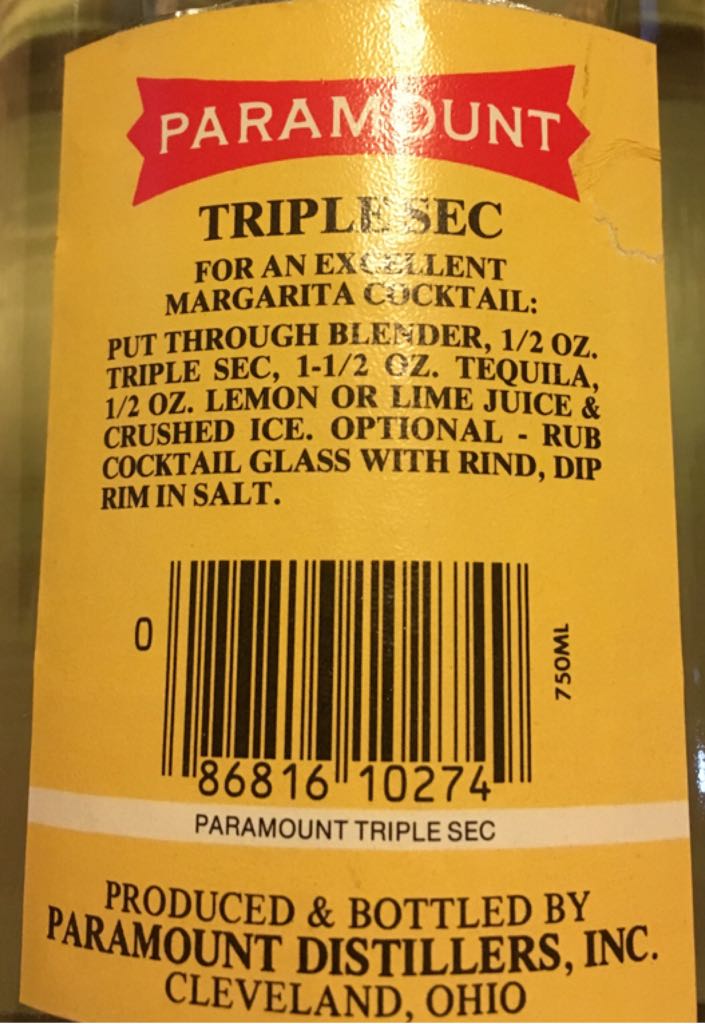 PARAMOUNT
TRIPLE SEC
FOR AN EXCELLENT
MARGARITA COCKTAIL:
PUT THROUGH BLENDER, 1/2 OZ.
TRIPLE SEC, 1-1/2 OZ. TEQUILA,
1/2 OZ. LEMON OR LIME JUICE &
CRUSHED ICE. OPTIONAL - RUB
COCKTAIL GLASS WITH RIND, DIP
RIM IN SALT.
0
750ML
86816 10274
PARAMOUNT TRIPLE SEC
PRODUCED & BOTTLED BY
PARAMOUNT DISTILLERS, INC.
CLEVELAND, OHIO